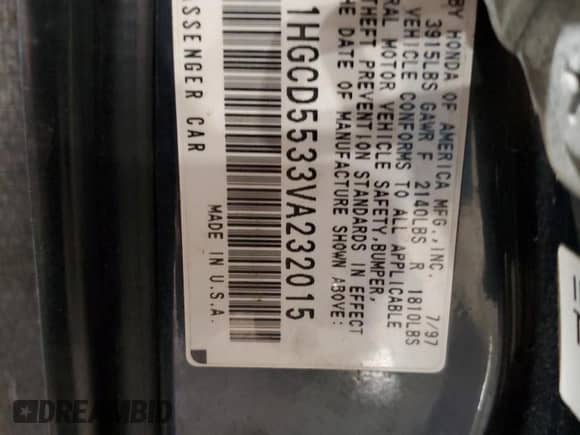 BY HONDA OF AMERICA MFG.,INC. 7/97
3915LBS GAWR F 2140LBS R 1810LBS
VEHICLE CONFORMS TO ALL APPLICABLE
RAL MOTOR VEHICLE SAFETY,BUMPER,
THEFT PREVENTION STANDARDS IN EFFECT
HE DATE OF MANUFACTURE SHOWN ABOVE:
1HGCD5533VA232015
SSENGER CAR MADE IN U.S.A.
DREAMBID